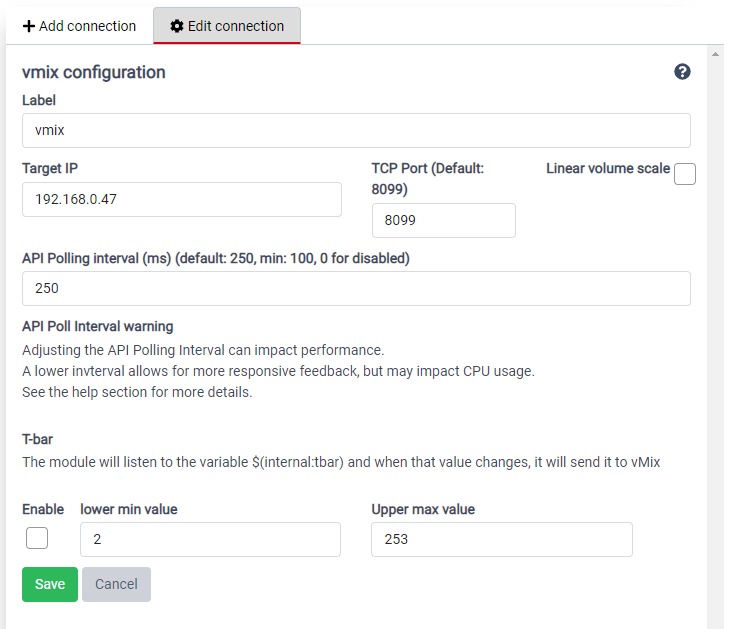 Add connection
Edit connection
vmix configuration
Label
vmix
Target IP
TCP Port (Default: 8099)
Linear volume scale
192.168.0.47
8099
API Polling interval (ms) (default: 250, min: 100, 0 for disabled)
250
API Poll Interval warning
Adjusting the API Polling Interval can impact performance.
A lower invterval allows for more responsive feedback, but may impact CPU usage.
See the help section for more details.
T-bar
The module will listen to the variable $(internal:tbar) and when that value changes, it will send it to vMix
Enable
lower min value
Upper max value
2
253
Save
Cancel